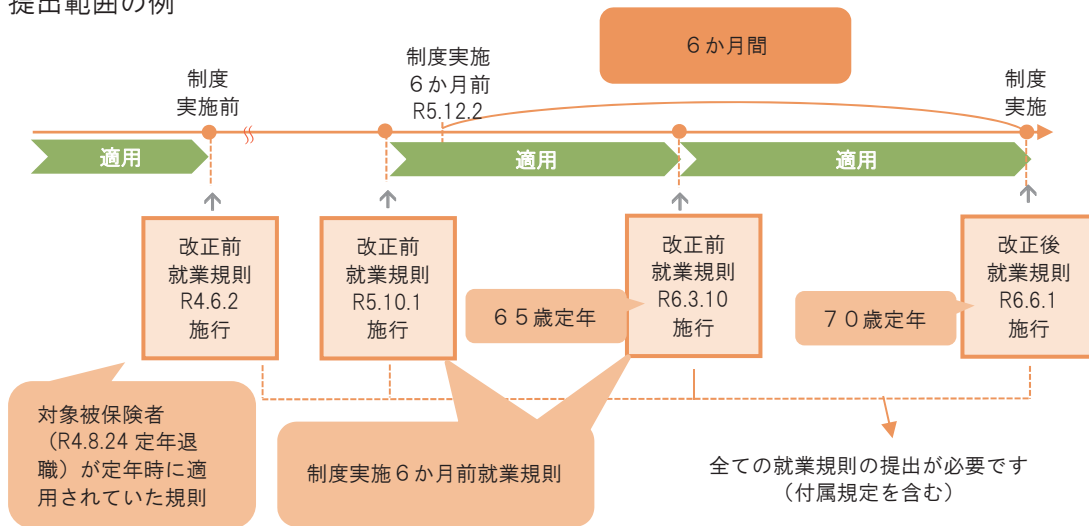 提出範囲の例
６か月間
制度
実施前
制度実施
６か月前
R5.12.2
制度
実施
適用
適用
適用
改正前
就業規則
R4.6.2
施行
改正前
就業規則
R5.10.1
施行
６５歳定年
改正前
就業規則
R6.3.10
施行
７０歳定年
改正後
就業規則
R6.6.1
施行
対象被保険者
（R4.8.24 定年退
職）が定年時に適
用されていた規則
制度実施６か月前就業規則
全ての就業規則の提出が必要です
（付属規定を含む）